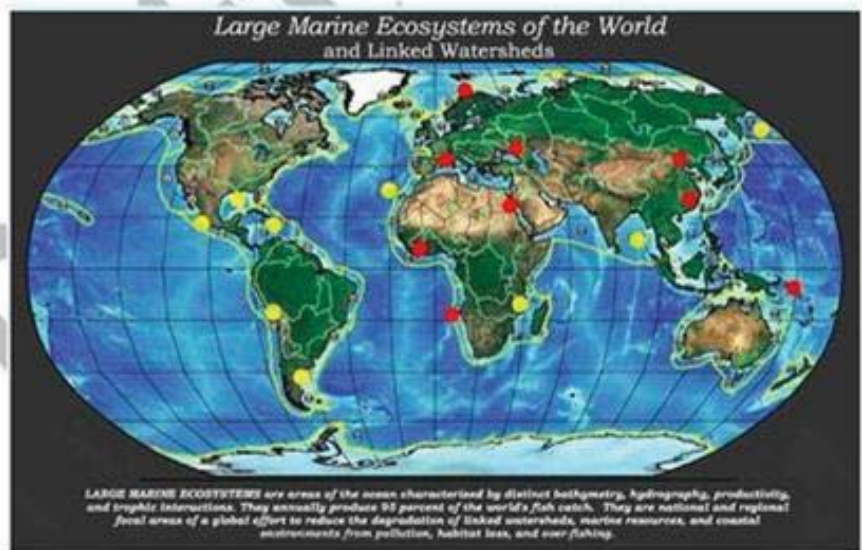 Large Marine Ecosystems of the World
and Linked Watersheds
LARGE MARINE ECOSYSTEMS are areas of the ocean characterized by distinct bathymetry, hydrography, productivity,
and trophic interactions. They annually produce 95 percent of the world's fish catch. They are national and regional
focal areas of a global effort to reduce the degradation of linked watersheds, marine resources, and coastal
environments from pollution, habitat loss, and over-fishing.